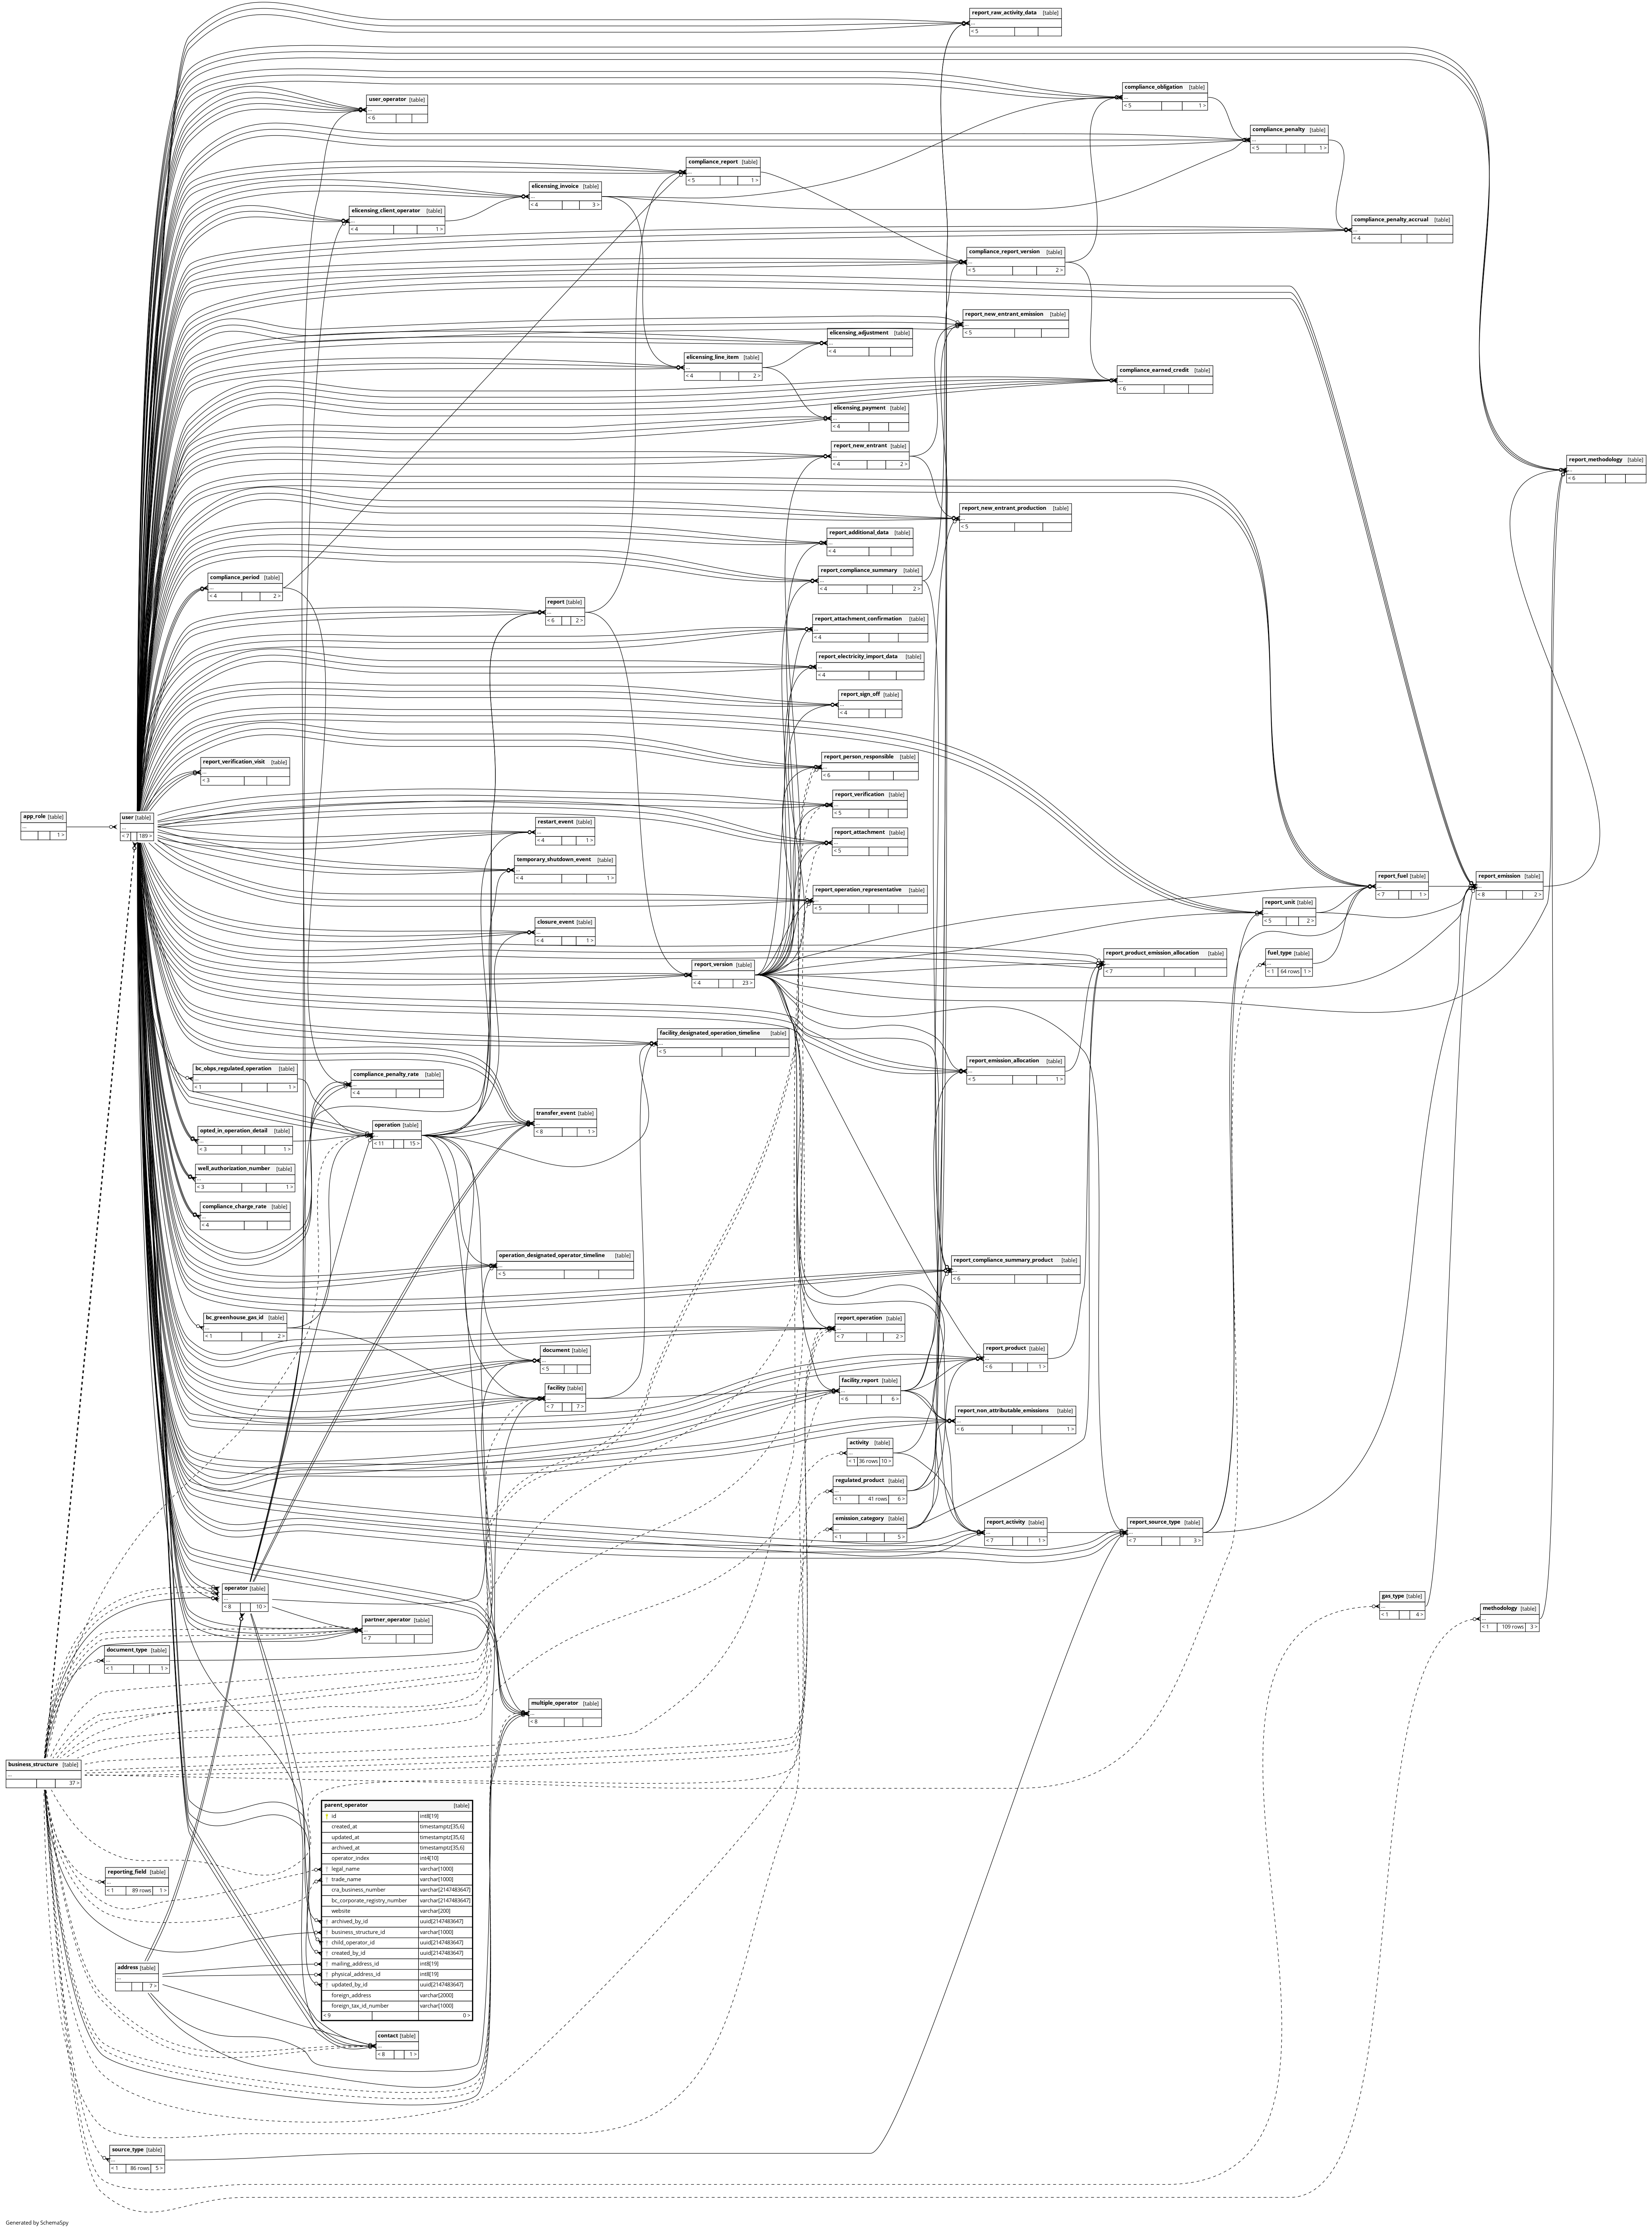 report_raw_activity_data [table]
...
< 5
user_operator [table]
...
< 6
compliance_obligation [table]
...
< 5 1 >
compliance_penalty [table]
...
< 5 1 >
compliance_report [table]
...
< 5 1 >
elicensing_invoice [table]
...
< 4 3 >
elicensing_client_operator [table]
...
< 4 1 >
compliance_penalty_accrual [table]
...
< 4
compliance_report_version [table]
...
< 5 2 >
report_new_entrant_emission [table]
...
< 5
elicensing_adjustment [table]
...
< 4
elicensing_line_item [table]
...
< 4 2 >
compliance_earned_credit [table]
...
< 6
elicensing_payment [table]
...
< 4
report_new_entrant [table]
...
< 4 2 >
report_methodology [table]
...
< 6
report_new_entrant_production [table]
...
< 5
report_additional_data [table]
...
< 4
report_compliance_summary [table]
...
< 4 2 >
compliance_period [table]
...
< 4 2 >
report [table]
...
< 6 2 >
report_attachment_confirmation [table]
...
< 4
report_electricity_import_data [table]
...
< 4
report_sign_off [table]
...
< 4
report_person_responsible [table]
...
< 6
report_verification_visit [table]
...
< 3
report_verification [table]
...
< 5
app_role [table]
...
1 >
user [table]
...
< 7 189 >
restart_event [table]
...
< 4 1 >
report_attachment [table]
...
< 5
temporary_shutdown_event [table]
...
< 4 1 >
report_fuel [table]
...
< 7 1 >
report_emission [table]
...
< 8 2 >
report_operation_representative [table]
...
< 5
report_unit [table]
...
< 5 2 >
closure_event [table]
...
< 4 1 >
report_product_emission_allocation [table]
...
< 7
fuel_type [table]
...
< 1 64 rows 1 >
report_version [table]
...
< 4 23 >
facility_designated_operation_timeline [table]
...
< 5
report_emission_allocation [table]
...
< 5 1 >
bc_obps_regulated_operation [table]
...
< 1 1 >
compliance_penalty_rate [table]
...
< 4
transfer_event [table]
...
< 8 1 >
operation [table]
...
< 11 15 >
opted_in_operation_detail [table]
...
< 3 1 >
well_authorization_number [table]
...
< 3 1 >
compliance_charge_rate [table]
...
< 4
operation_designated_operator_timeline [table]
...
< 5
report_compliance_summary_product [table]
...
< 6
bc_greenhouse_gas_id [table]
...
< 1 2 >
report_operation [table]
...
< 7 2 >
document [table]
...
< 5
report_product [table]
...
< 6 1 >
facility [table]
...
< 7 7 >
facility_report [table]
...
< 6 6 >
report_non_attributable_emissions [table]
...
< 6 1 >
activity [table]
...
< 1 36 rows 10 >
regulated_product [table]
...
< 1 41 rows 6 >
emission_category [table]
...
< 1 5 >
report_activity [table]
...
< 7 1 >
report_source_type [table]
...
< 7 3 >
operator [table]
...
< 8 10 >
gas_type [table]
...
< 1 4 >
methodology [table]
...
< 1 109 rows 3 >
partner_operator [table]
...
< 7
document_type [table]
...
< 1 1 >
multiple_operator [table]
...
< 8
business_structure [table]
...
37 >
parent_operator [table]
id int8[19]
created_at timestamptz[35,6]
updated_at timestamptz[35,6]
archived_at timestamptz[35,6]
operator_index int4[10]
legal_name varchar[1000]
trade_name varchar[1000]
cra_business_number varchar[2147483647]
bc_corporate_registry_number varchar[2147483647]
website varchar[200]
archived_by_id uuid[2147483647]
business_structure_id varchar[1000]
child_operator_id uuid[2147483647]
created_by_id uuid[2147483647]
mailing_address_id int8[19]
physical_address_id int8[19]
updated_by_id uuid[2147483647]
foreign_address varchar[2000]
foreign_tax_id_number varchar[1000]
< 9 0 >
reporting_field [table]
...
< 1 89 rows 1 >
address [table]
...
7 >
contact [table]
...
< 8 1 >
source_type [table]
...
< 1 86 rows 5 >
Generated by SchemaSpy